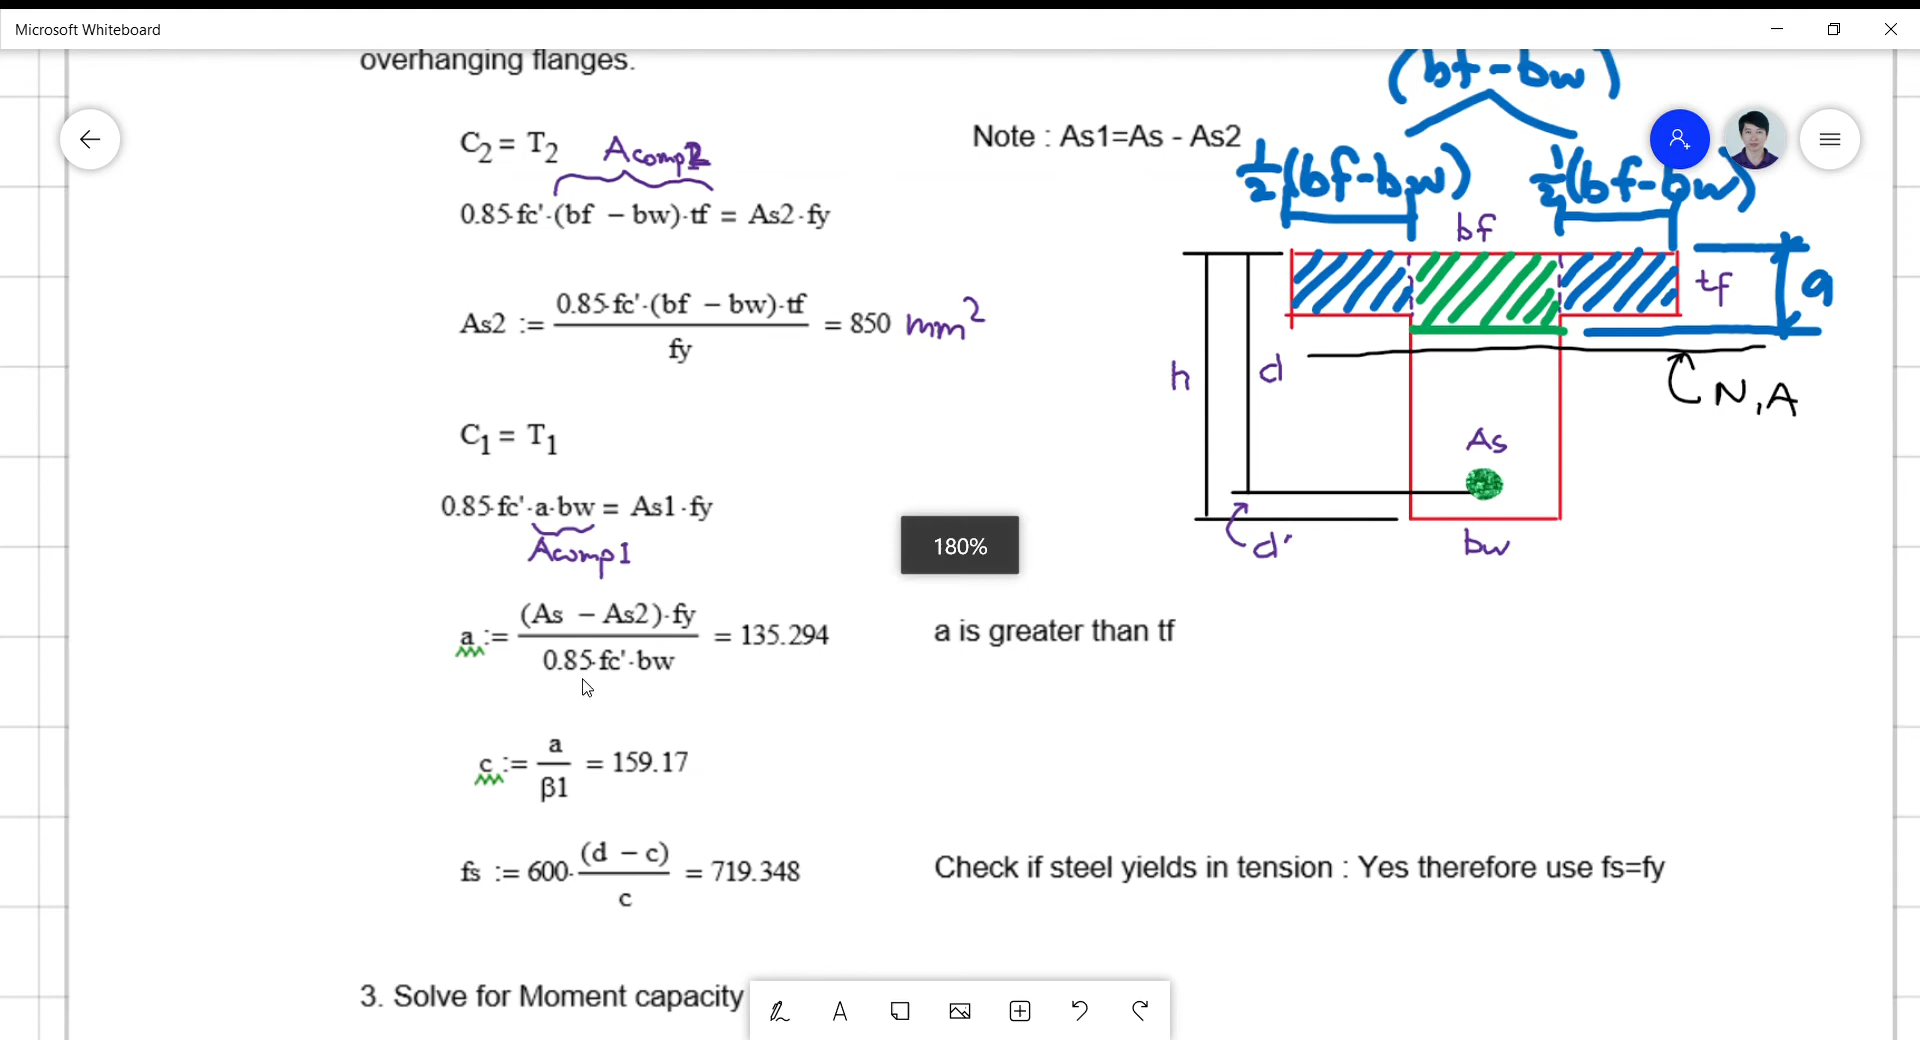 Microsoft Whiteboard
overhanging flanges.
(bf-bw)
C2 = T2
Acomp2
Note : As1=As - As2
1/2(bf-bw)
1/2(bf-bw)
0.85·fc'·(bf − bw)·tf = As2·fy
bf
As2 := 0.85·fc'·(bf − bw)·tf / fy = 850 mm²
tf
a
h
d
N.A
C1 = T1
As
0.85·fc'·a·bw = As1·fy
Acomp1
180%
d'
bw
a := (As − As2)·fy / 0.85·fc'·bw = 135.294
a is greater than tf
c := a / β1 = 159.17
fs := 600·(d − c) / c = 719.348
Check if steel yields in tension : Yes therefore use fs=fy
3. Solve for Moment capacity